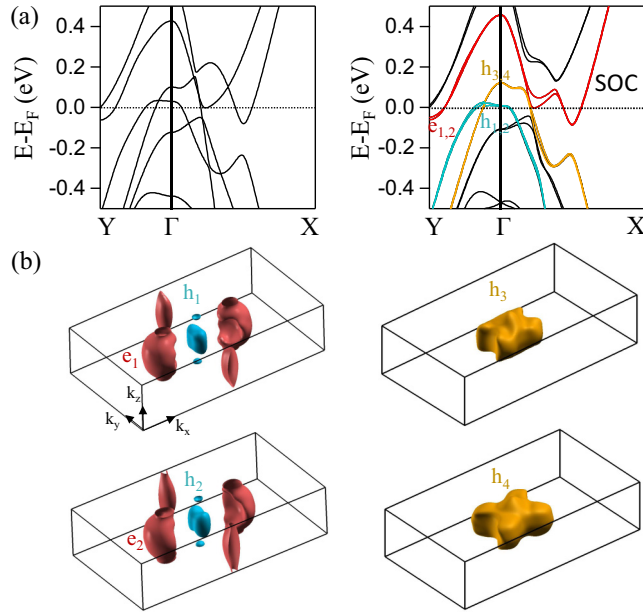 (a)
E-E_F (eV)
0.4
0.2
0.0
-0.2
-0.4
Y Γ X
E-E_F (eV)
0.4
0.2
0.0
-0.2
-0.4
h_{3,4}
SOC
e_{1,2}
h_{1,2}
Y Γ X
(b)
h_1
e_1
k_z
k_y
k_x
h_3
h_2
e_2
h_4